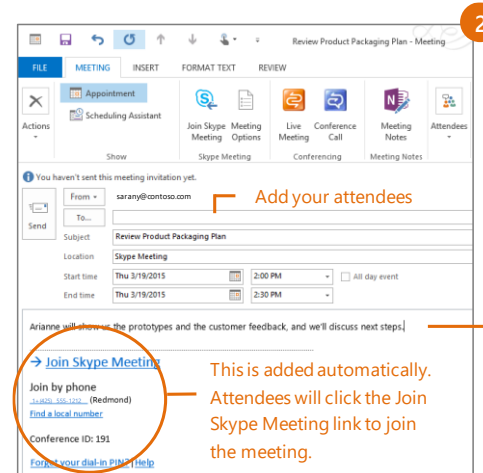 2
Review Product Packaging Plan - Meeting
FILE MEETING INSERT FORMAT TEXT REVIEW
Appointment
Scheduling Assistant
Actions
Join Skype Meeting
Meeting Options
Live Meeting
Conference Call
Meeting Notes
Attendees
Show Skype Meeting Conferencing Meeting Notes
You haven't sent this meeting invitation yet.
From sarany@contoso.com
Add your attendees
Send
To...
Subject Review Product Packaging Plan
Location Skype Meeting
Start time Thu 3/19/2015 2:00 PM All day event
End time Thu 3/19/2015 2:30 PM
Arianne will show us the prototypes and the customer feedback, and we'll discuss next steps.
→ Join Skype Meeting
This is added automatically.
Attendees will click the Join
Skype Meeting link to join
the meeting.
Join by phone
555-1212 (Redmond)
Find a local number
Conference ID: 191
Forgot your dial-in PIN? | Help